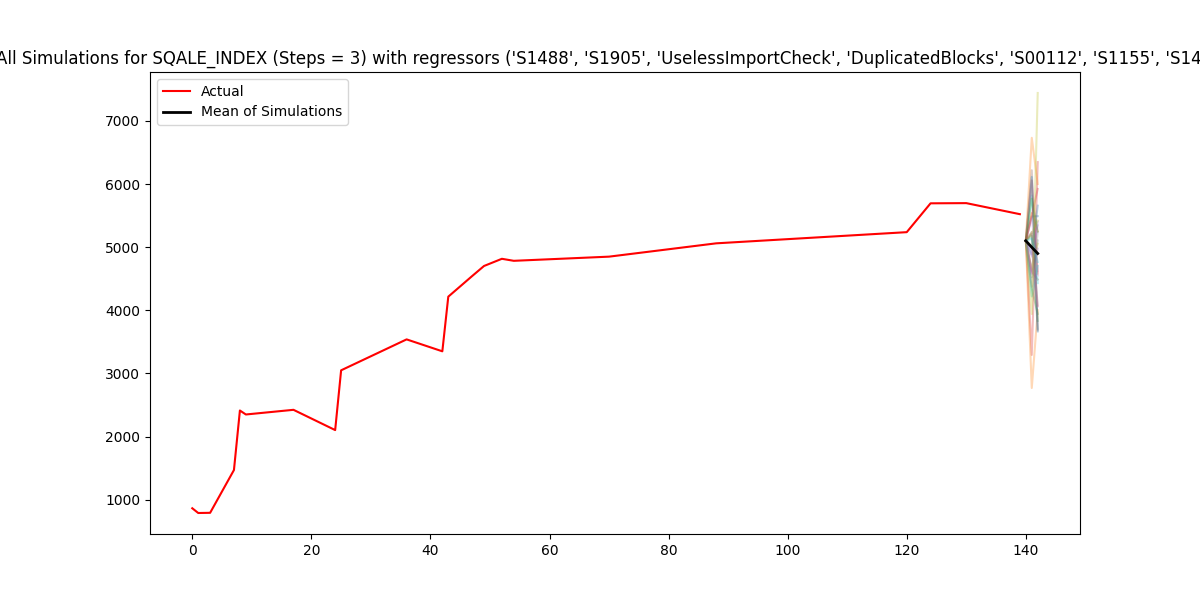 All Simulations for SQALE_INDEX (Steps = 3) with regressors ('S1488', 'S1905', 'UselessImportCheck', 'DuplicatedBlocks', 'S00112', 'S1155', 'S14
Actual
Mean of Simulations
7000
6000
5000
4000
3000
2000
1000
0 20 40 60 80 100 120 140